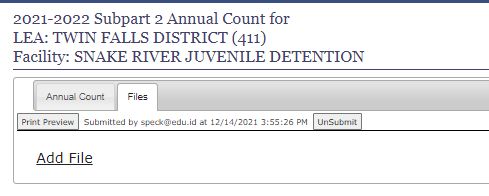 2021-2022 Subpart 2 Annual Count for
LEA: TWIN FALLS DISTRICT (411)
Facility: SNAKE RIVER JUVENILE DETENTION
Annual Count Files
Print Preview Submitted by speck@edu.id at 12/14/2021 3:55:26 PM UnSubmit
Add File